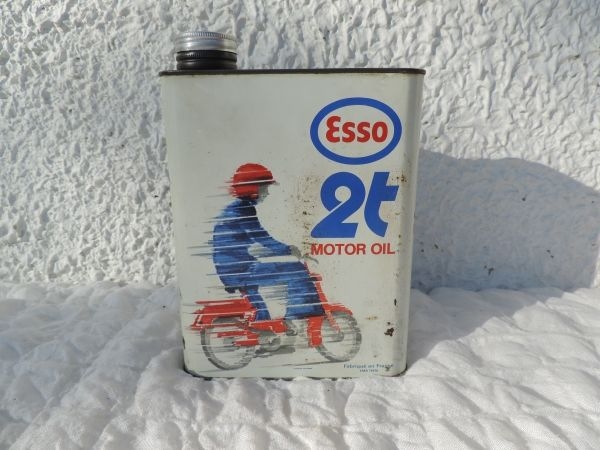 Esso
2t
MOTOR OIL
Fabriqué en France